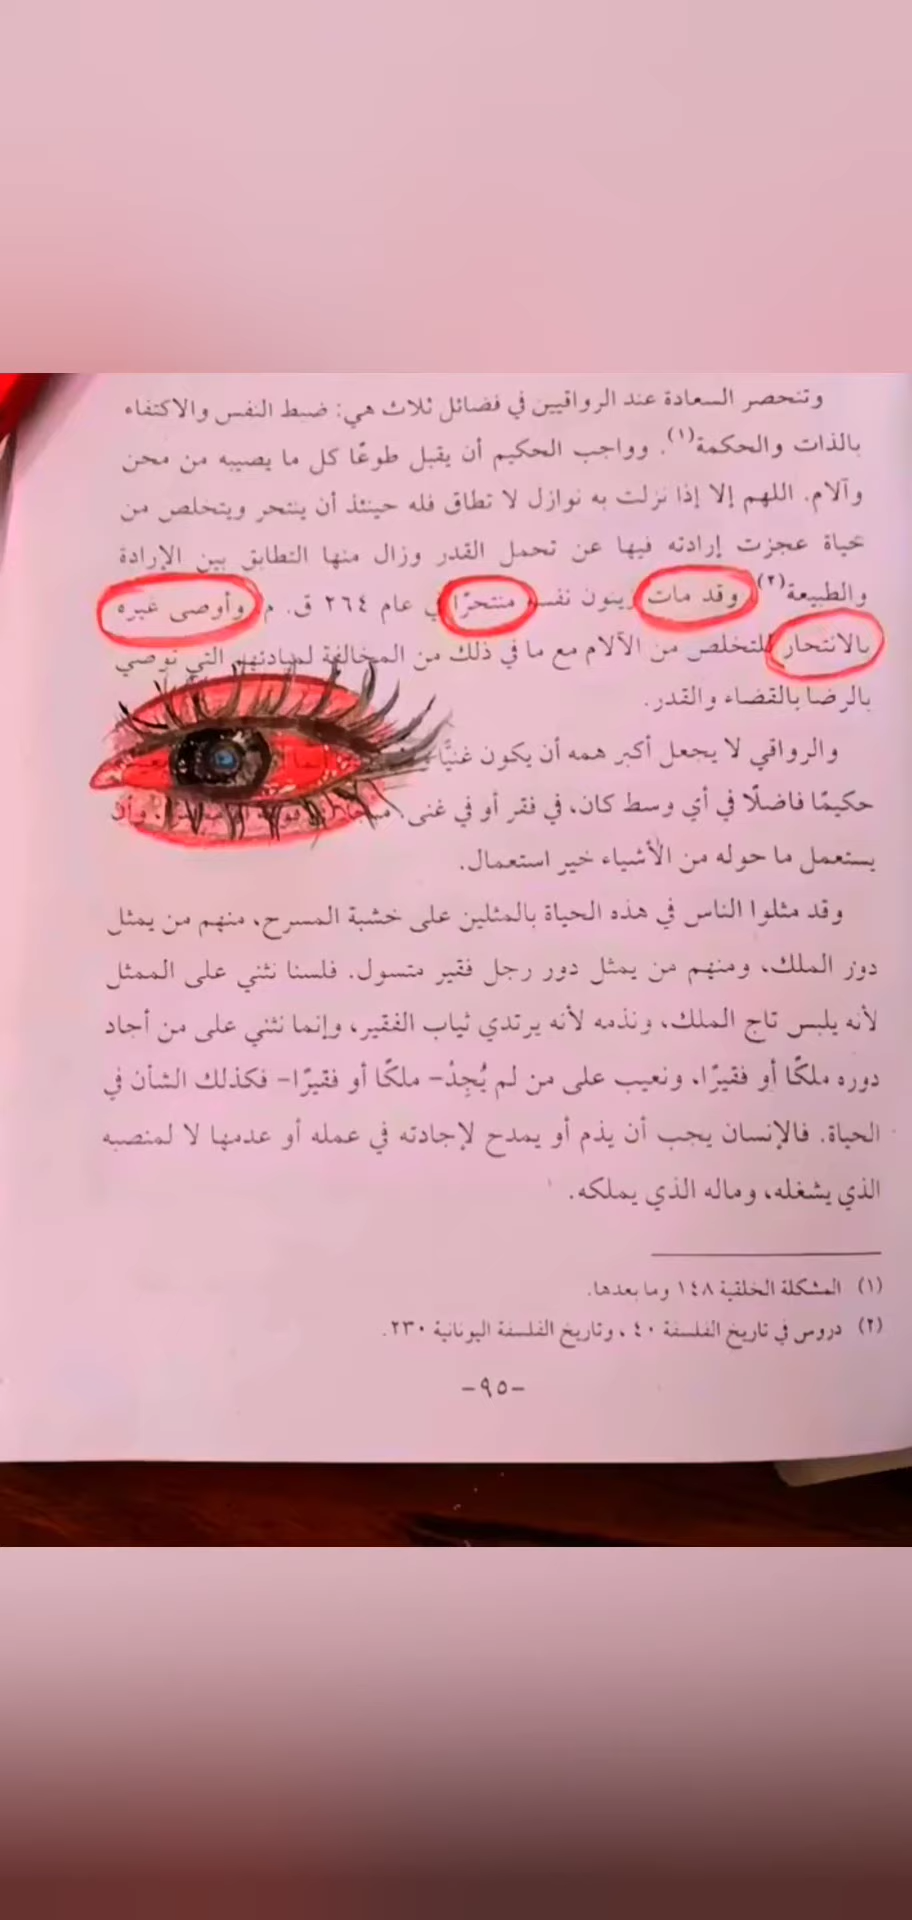 وتنحصر السعادة عند الرواقيين في فضائل ثلاث هي: ضبط النفس والاكتفاء
بالذات والحكمة(١). وواجب الحكيم أن يقبل طوعًا كل ما يصيبه من محن
وآلام. اللهم إلا إذا نزلت به نوازل لا تطاق فله حينئذ أن ينتحر ويتخلص من
حياة عجزت إرادته فيها عن تحمل القدر وزال منها التطابق بين الإرادة
والطبيعة(٢) وقد مات زينون نفسه منتحرًا في عام ٢٦٤ ق. م وأوصى غيره
بالانتحار للتخلص من الآلام مع ما في ذلك من المخالفة لمبادئهم التي توصي
بالرضا بالقضاء والقدر.
والرواقي لا يجعل أكبر همه أن يكون غنيًّا
حكيمًا فاضلًا في أي وسط كان، في فقر أو في غنى، وأن
يستعمل ما حوله من الأشياء خير استعمال.
وقد مثلوا الناس في هذه الحياة بالمثلين على خشبة المسرح، منهم من يمثل
دور الملك، ومنهم من يمثل دور رجل فقير متسول. فلسنا نثني على الممثل
لأنه يلبس تاج الملك، ونذمه لأنه يرتدي ثياب الفقير، وإنما نثني على من أجاد
دوره ملكًا أو فقيرًا، ونعيب على من لم يُجِدْ- ملكًا أو فقيرًا- فكذلك الشأن في
الحياة. فالإنسان يجب أن يذم أو يمدح لإجادته في عمله أو عدمها لا لمنصبه
الذي يشغله، وماله الذي يملكه.
(١) المشكلة الخلقية ١٤٨ وما بعدها.
(٢) دروس في تاريخ الفلسفة ٤٠، وتاريخ الفلسفة اليونانية ٢٣٠.
-٩٥-